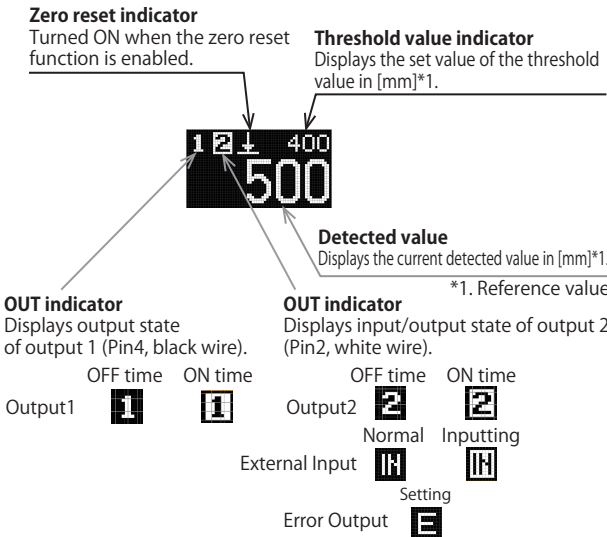 Zero reset indicator
Turned ON when the zero reset
function is enabled.
Threshold value indicator
Displays the set value of the threshold
value in [mm]*1.
1 2 400
500
Detected value
Displays the current detected value in [mm]*1.
*1. Reference value
OUT indicator
Displays output state
of output 1 (Pin4, black wire).
OFF time ON time
Output1 1 1
OUT indicator
Displays input/output state of output 2
(Pin2, white wire).
OFF time ON time
Output2 2 2
Normal Inputting
External Input IN IN
Setting
Error Output E